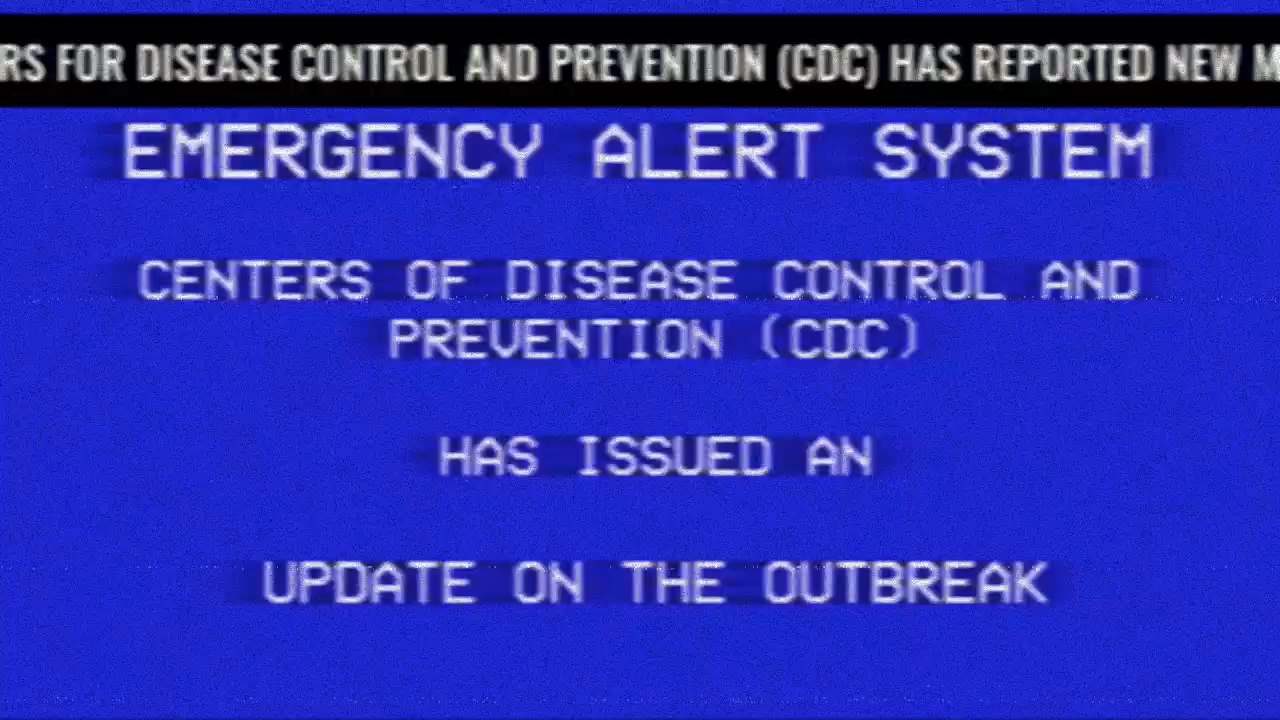 RS FOR DISEASE CONTROL AND PREVENTION (CDC) HAS REPORTED NEW M
EMERGENCY ALERT SYSTEM
CENTERS OF DISEASE CONTROL AND
PREVENTION (CDC)
HAS ISSUED AN
UPDATE ON THE OUTBREAK